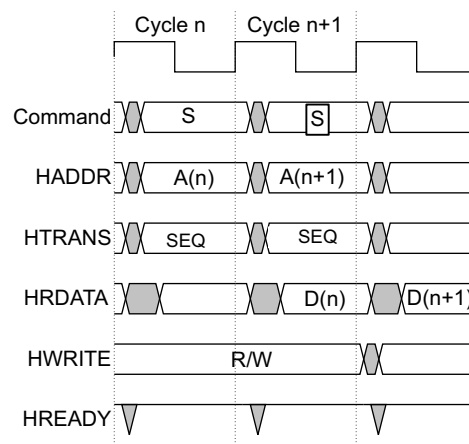 Cycle n Cycle n+1
Command S S
HADDR A(n) A(n+1)
HTRANS SEQ SEQ
HRDATA D(n) D(n+1)
HWRITE R/W
HREADY